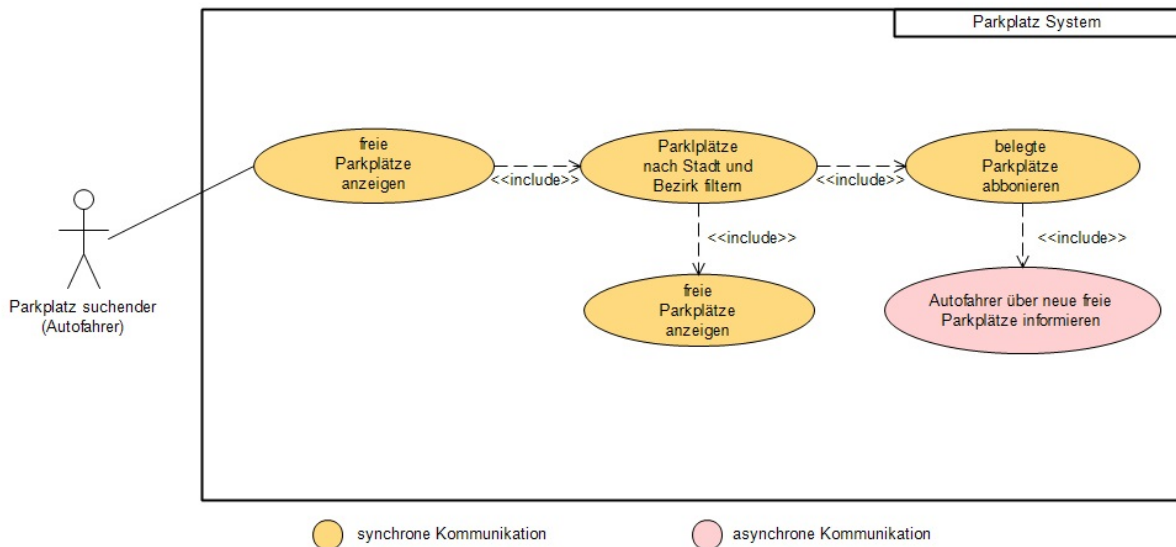 Parkplatz System
freie
Parkplätze
anzeigen
<<include>>
Parklplätze
nach Stadt und
Bezirk filtern
<<include>>
belegte
Parkplätze
abbonieren
<<include>>
<<include>>
Parkplatz suchender
(Autofahrer)
freie
Parkplätze
anzeigen
Autofahrer über neue freie
Parkplätze informieren
synchrone Kommunikation
asynchrone Kommunikation